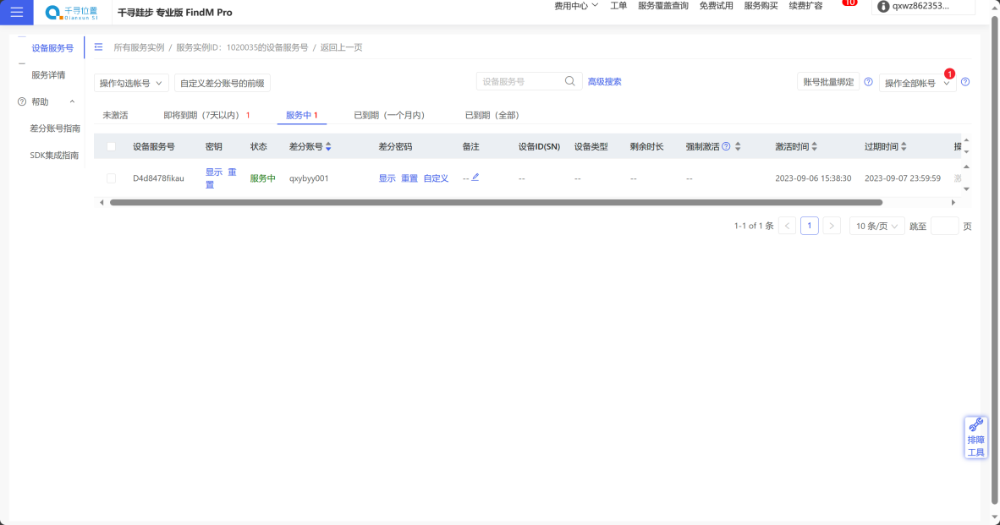 千寻位置
Qianxun SI
千寻跬步 专业版 FindM Pro
费用中心 工单 服务覆盖查询 免费试用 服务购买 续费扩容 10 qxwz862353...
设备服务号
服务详情
帮助
差分账号指南
SDK集成指南
所有服务实例 / 服务实例ID: 1020035的设备服务号 / 返回上一页
操作勾选帐号 自定义差分账号的前缀 设备服务号 高级搜索 账号批量绑定 操作全部帐号 1
未激活 即将到期（7天以内） 1 服务中 1 已到期（一个月内） 已到期（全部）
设备服务号 密钥 状态 差分账号 差分密码 备注 设备ID(SN) 设备类型 剩余时长 强制激活 激活时间 过期时间
D4d8478fikau 显示 重置 服务中 qxybyy001 显示 重置 自定义 -- -- -- -- -- 2023-09-06 15:38:30 2023-09-07 23:59:59
1-1 of 1 条 < 1 > 10 条/页 跳至 页
排障
工具